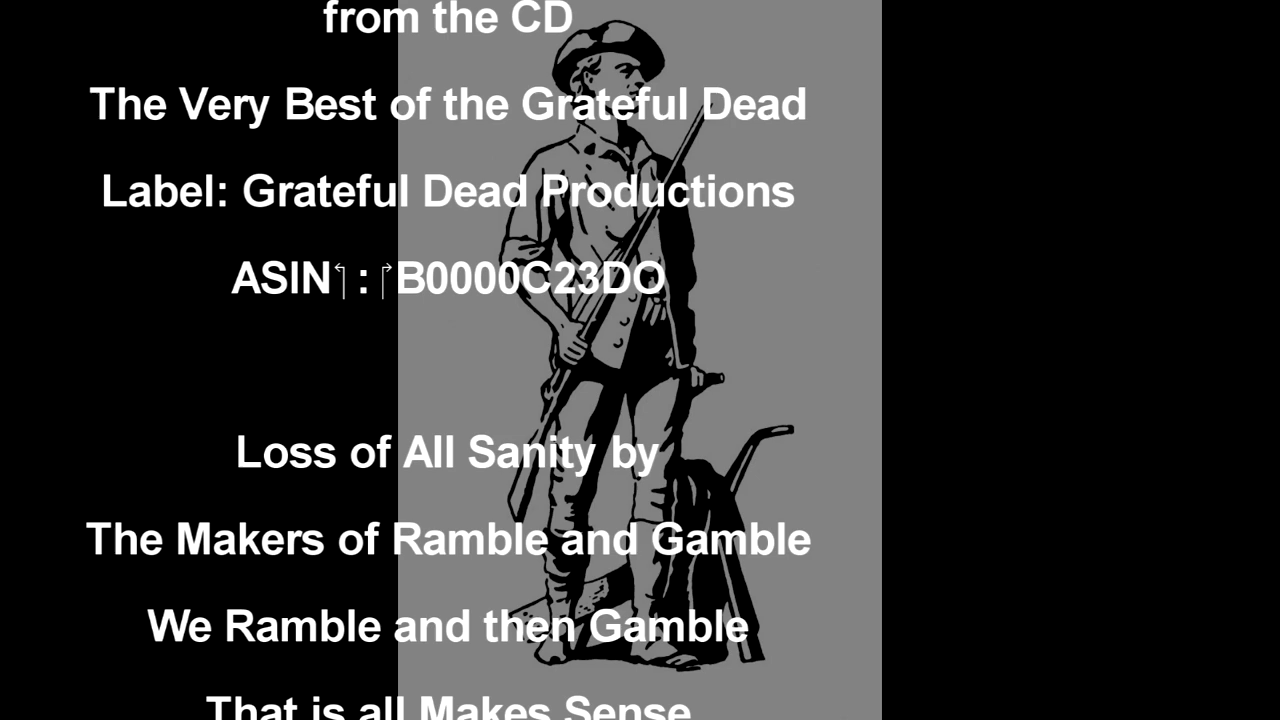 from the CD
The Very Best of the Grateful Dead
Label: Grateful Dead Productions
ASIN : B0000C23DO
Loss of All Sanity by
The Makers of Ramble and Gamble
We Ramble and then Gamble
That is all Makes Sense